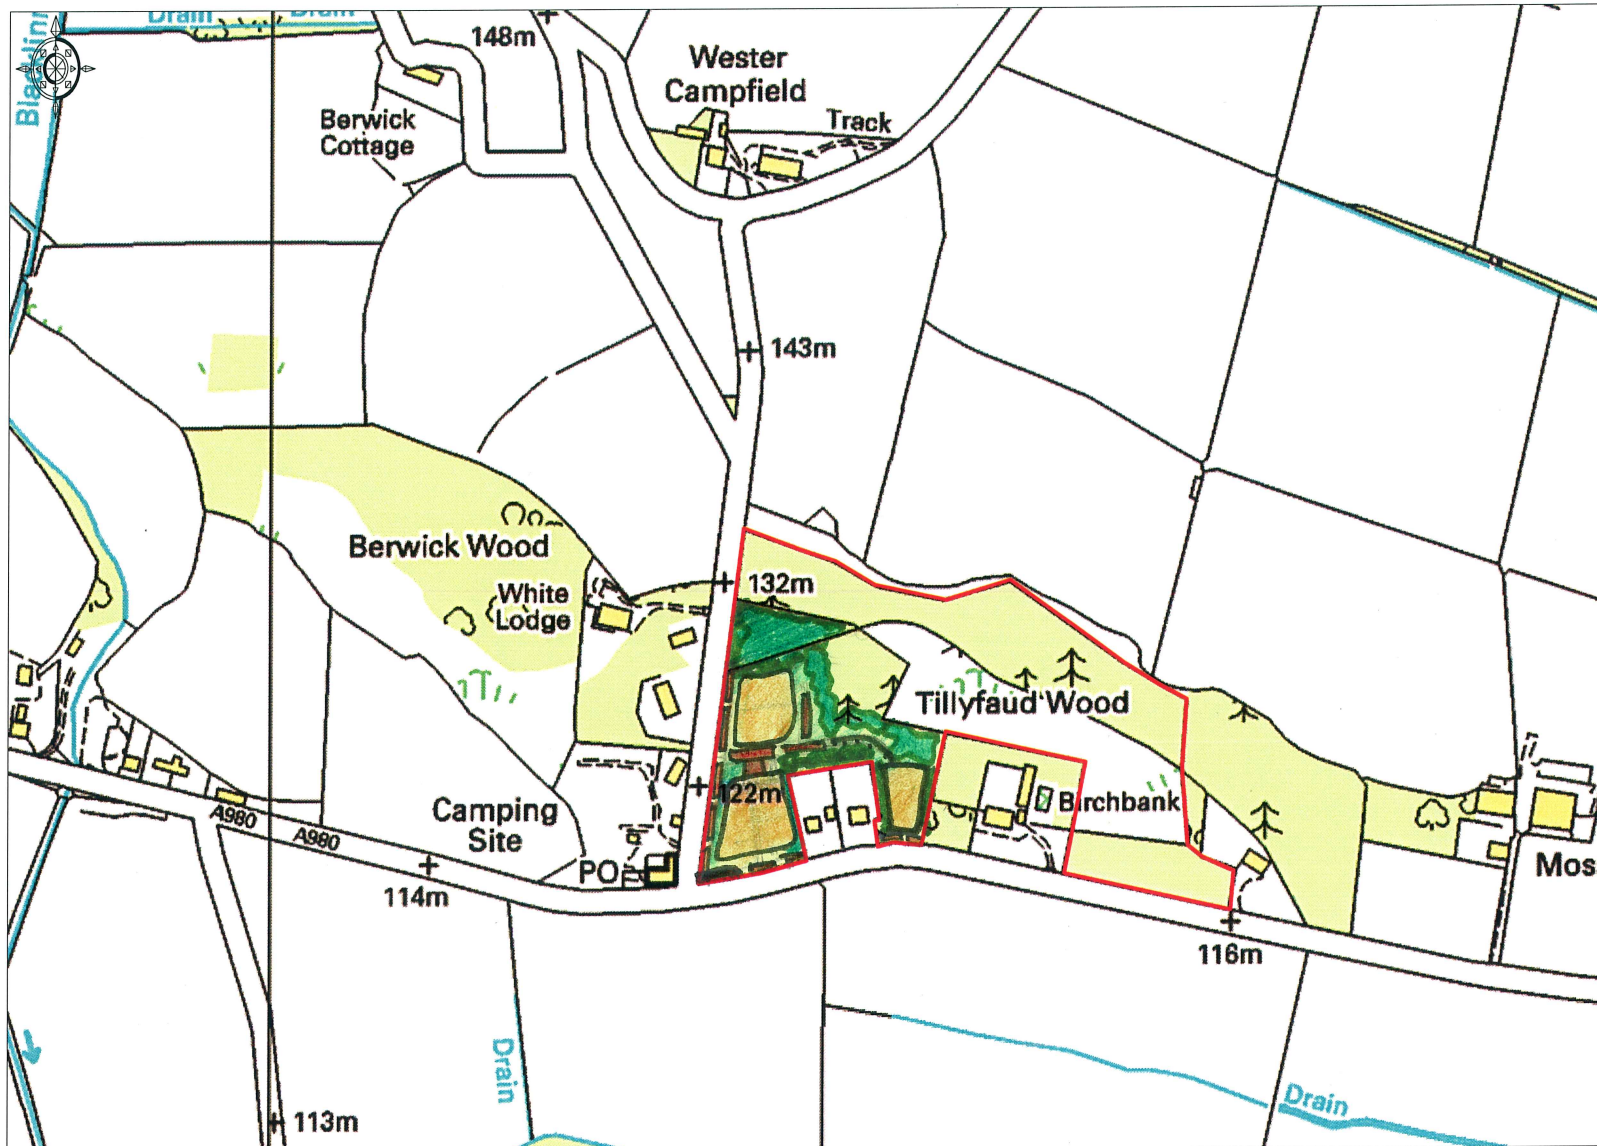 Drain
Drain
148m
Wester
Campfield
Berwick
Cottage
Track
143m
Berwick Wood
132m
White
Lodge
Tillyfaud Wood
122m
Birchbank
A980
A980
Camping
Site
PO
114m
Mos
116m
Drain
Drain
113m